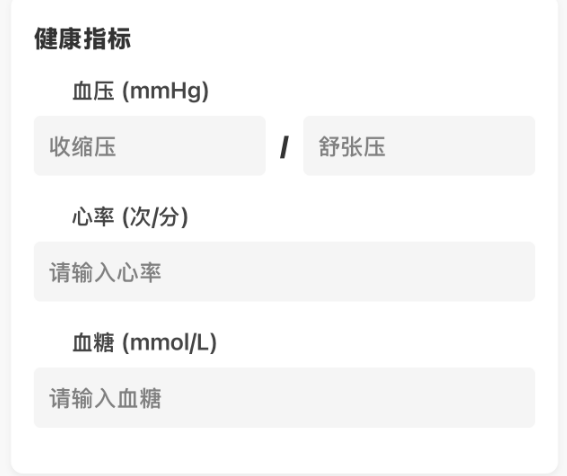 健康指标
血压 (mmHg)
收缩压 / 舒张压
心率 (次/分)
请输入心率
血糖 (mmol/L)
请输入血糖